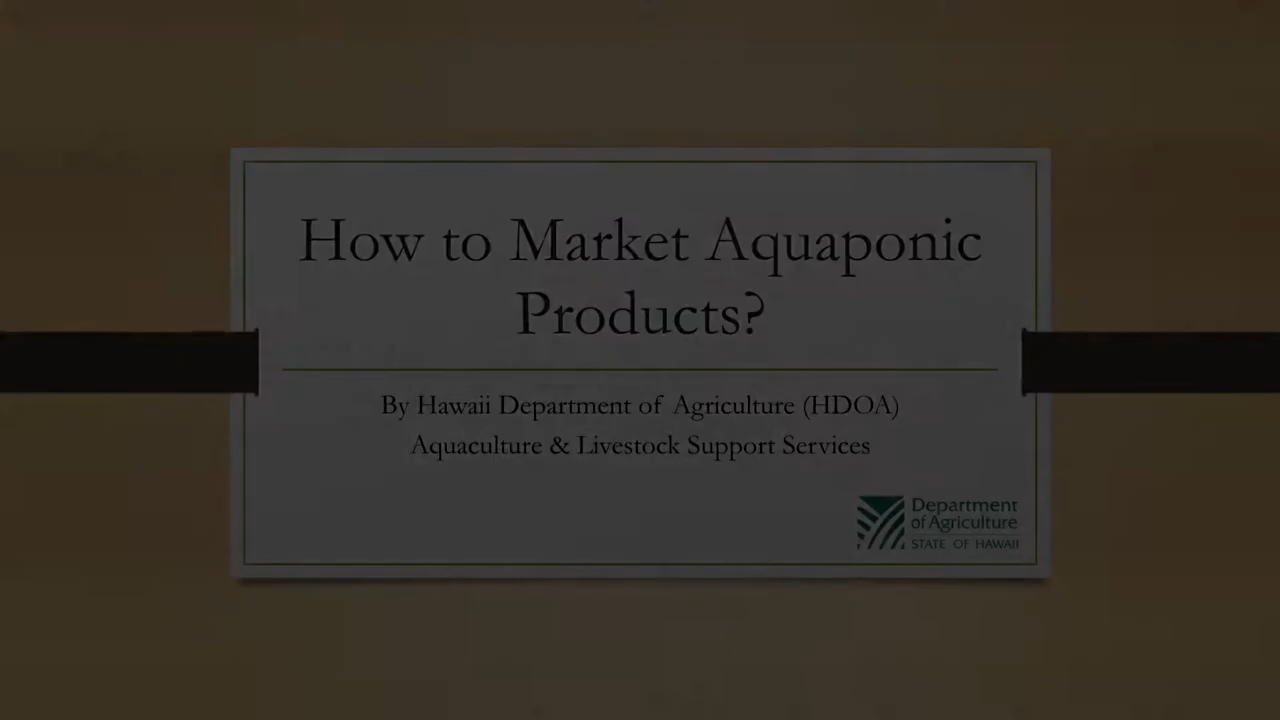 How to Market Aquaponic
Products?
By Hawaii Department of Agriculture (HDOA)
Aquaculture & Livestock Support Services
Department
of Agriculture
STATE OF HAWAII